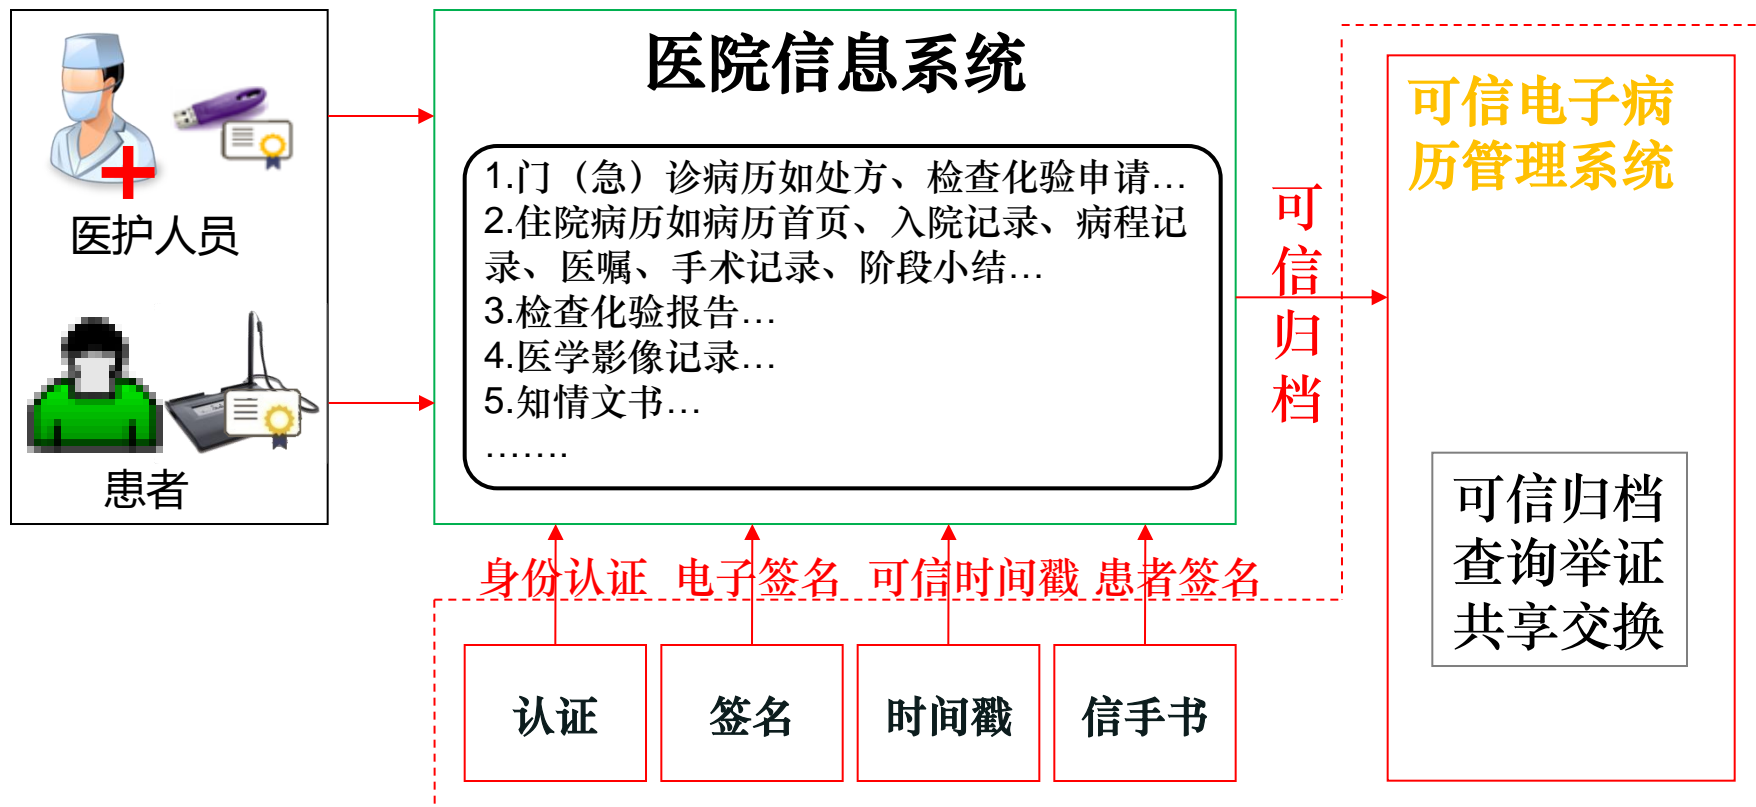 医护人员
患者
医院信息系统
1.门（急）诊病历如处方、检查化验申请…
2.住院病历如病历首页、入院记录、病程记
录、医嘱、手术记录、阶段小结…
3.检查化验报告…
4.医学影像记录…
5.知情文书…
…….
身份认证 电子签名 可信时间戳 患者签名
认证
签名
时间戳
信手书
可信归档
可信电子病
历管理系统
可信归档
查询举证
共享交换